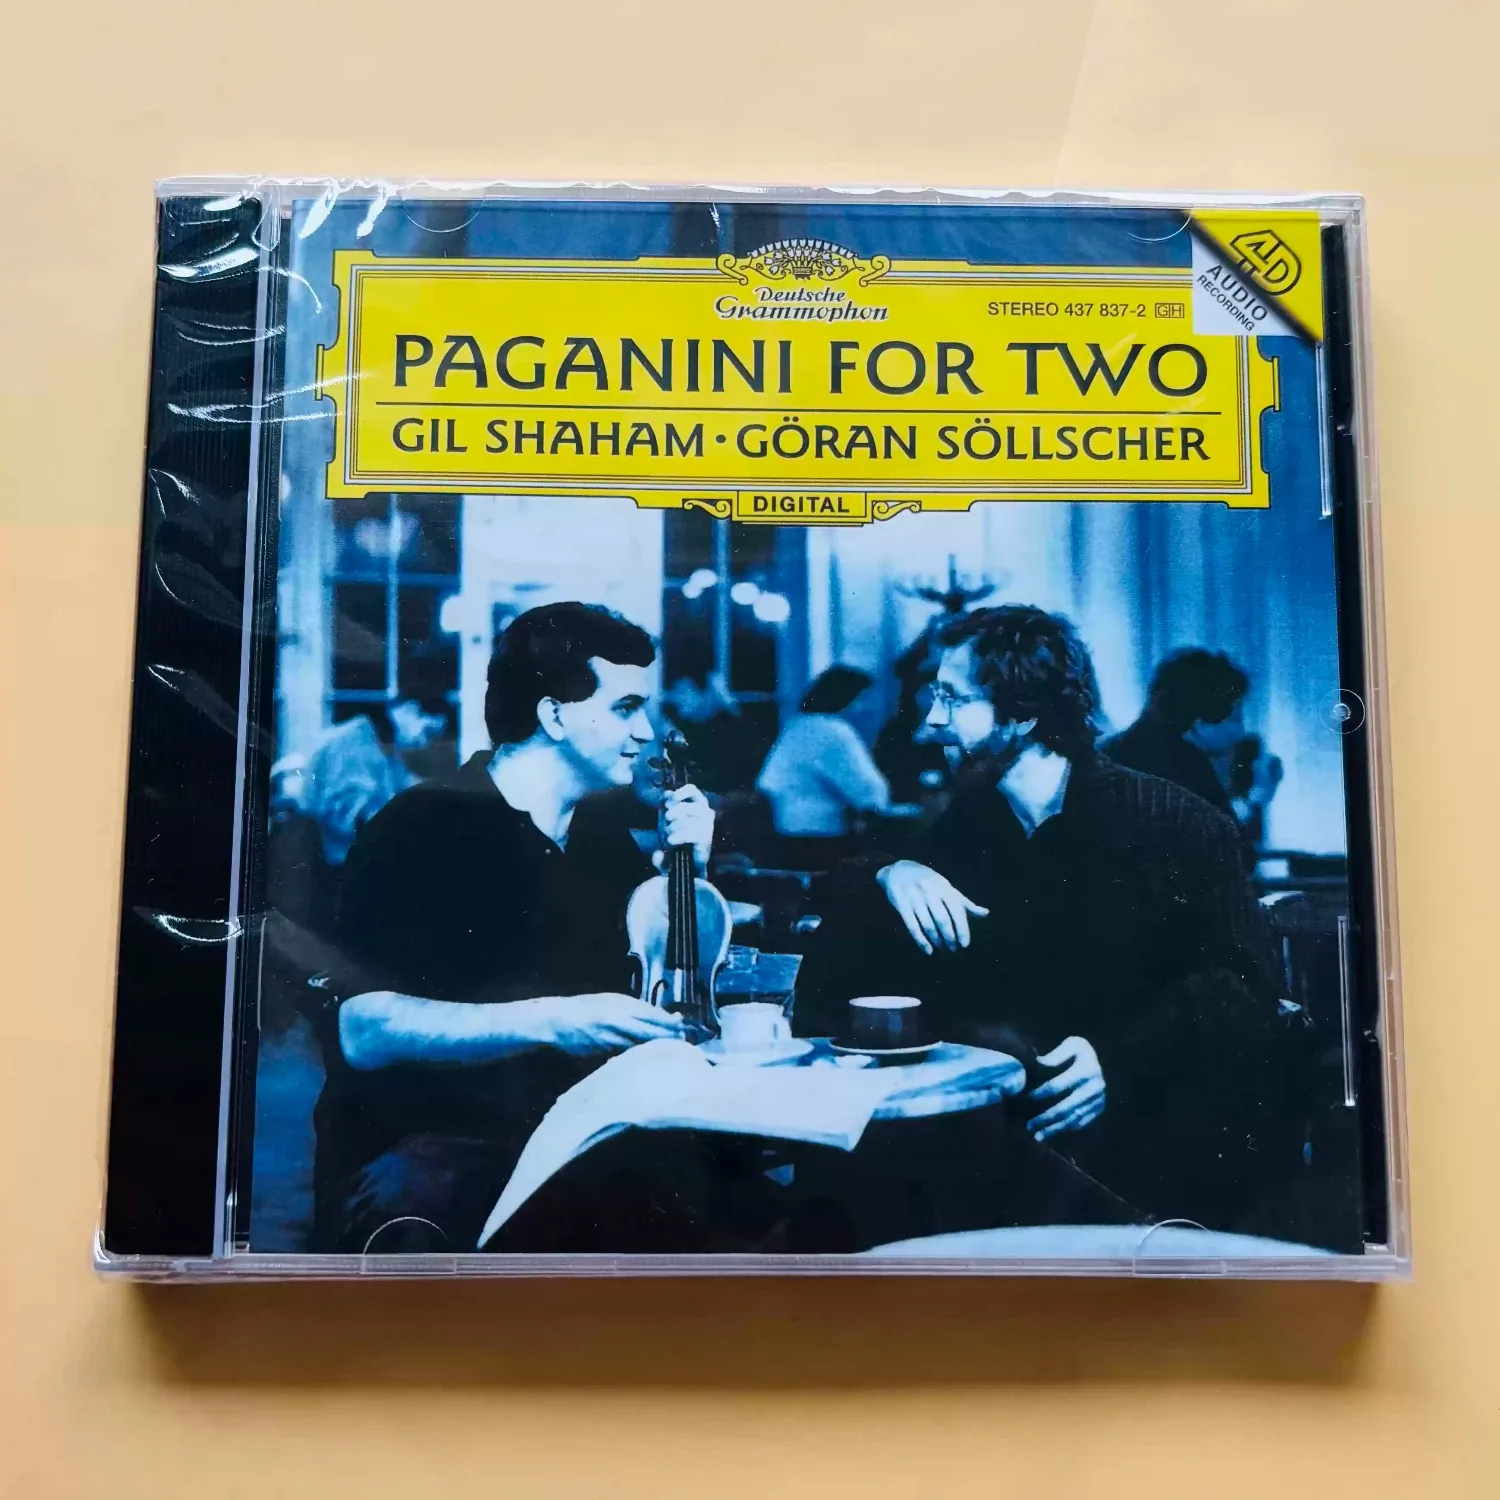 Deutsche
Grammophon
STEREO 437 837-2 GH
4D
AUDIO
RECORDING
PAGANINI FOR TWO
GIL SHAHAM · GÖRAN SÖLLSCHER
DIGITAL